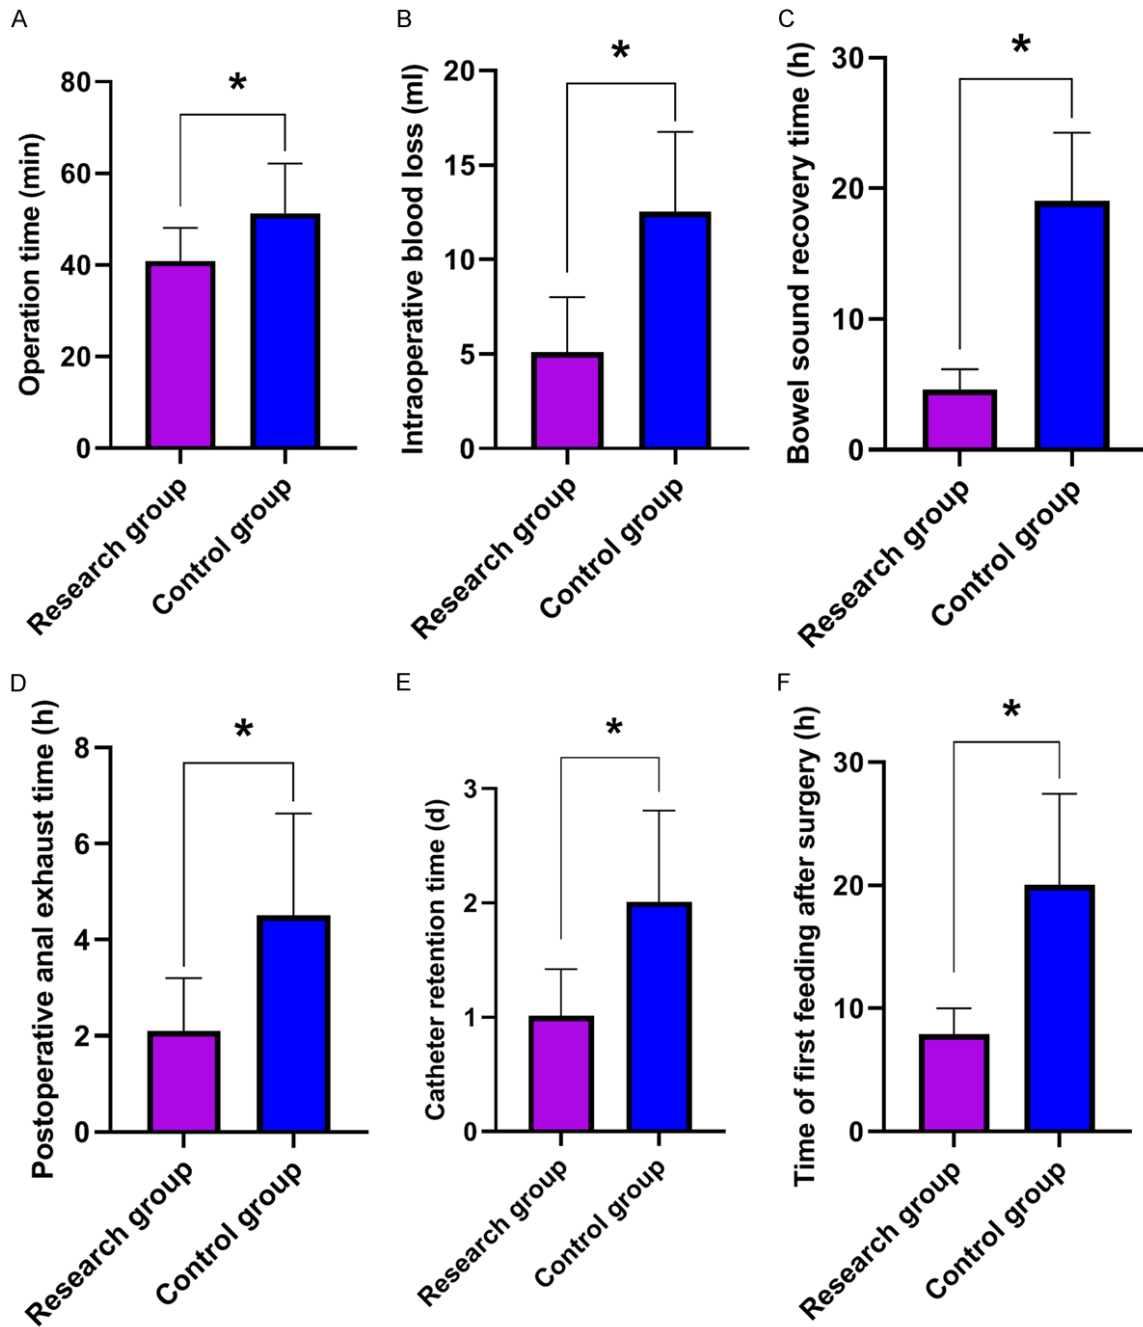 A
Operation time (min)
80
60
40
20
0
*
Research group
Control group
B
Intraoperative blood loss (ml)
20
15
10
5
0
*
Research group
Control group
C
Bowel sound recovery time (h)
30
20
10
0
*
Research group
Control group
D
Postoperative anal exhaust time (h)
8
6
4
2
0
*
Research group
Control group
E
Catheter retention time (d)
3
2
1
0
*
Research group
Control group
F
Time of first feeding after surgery (h)
30
20
10
0
*
Research group
Control group